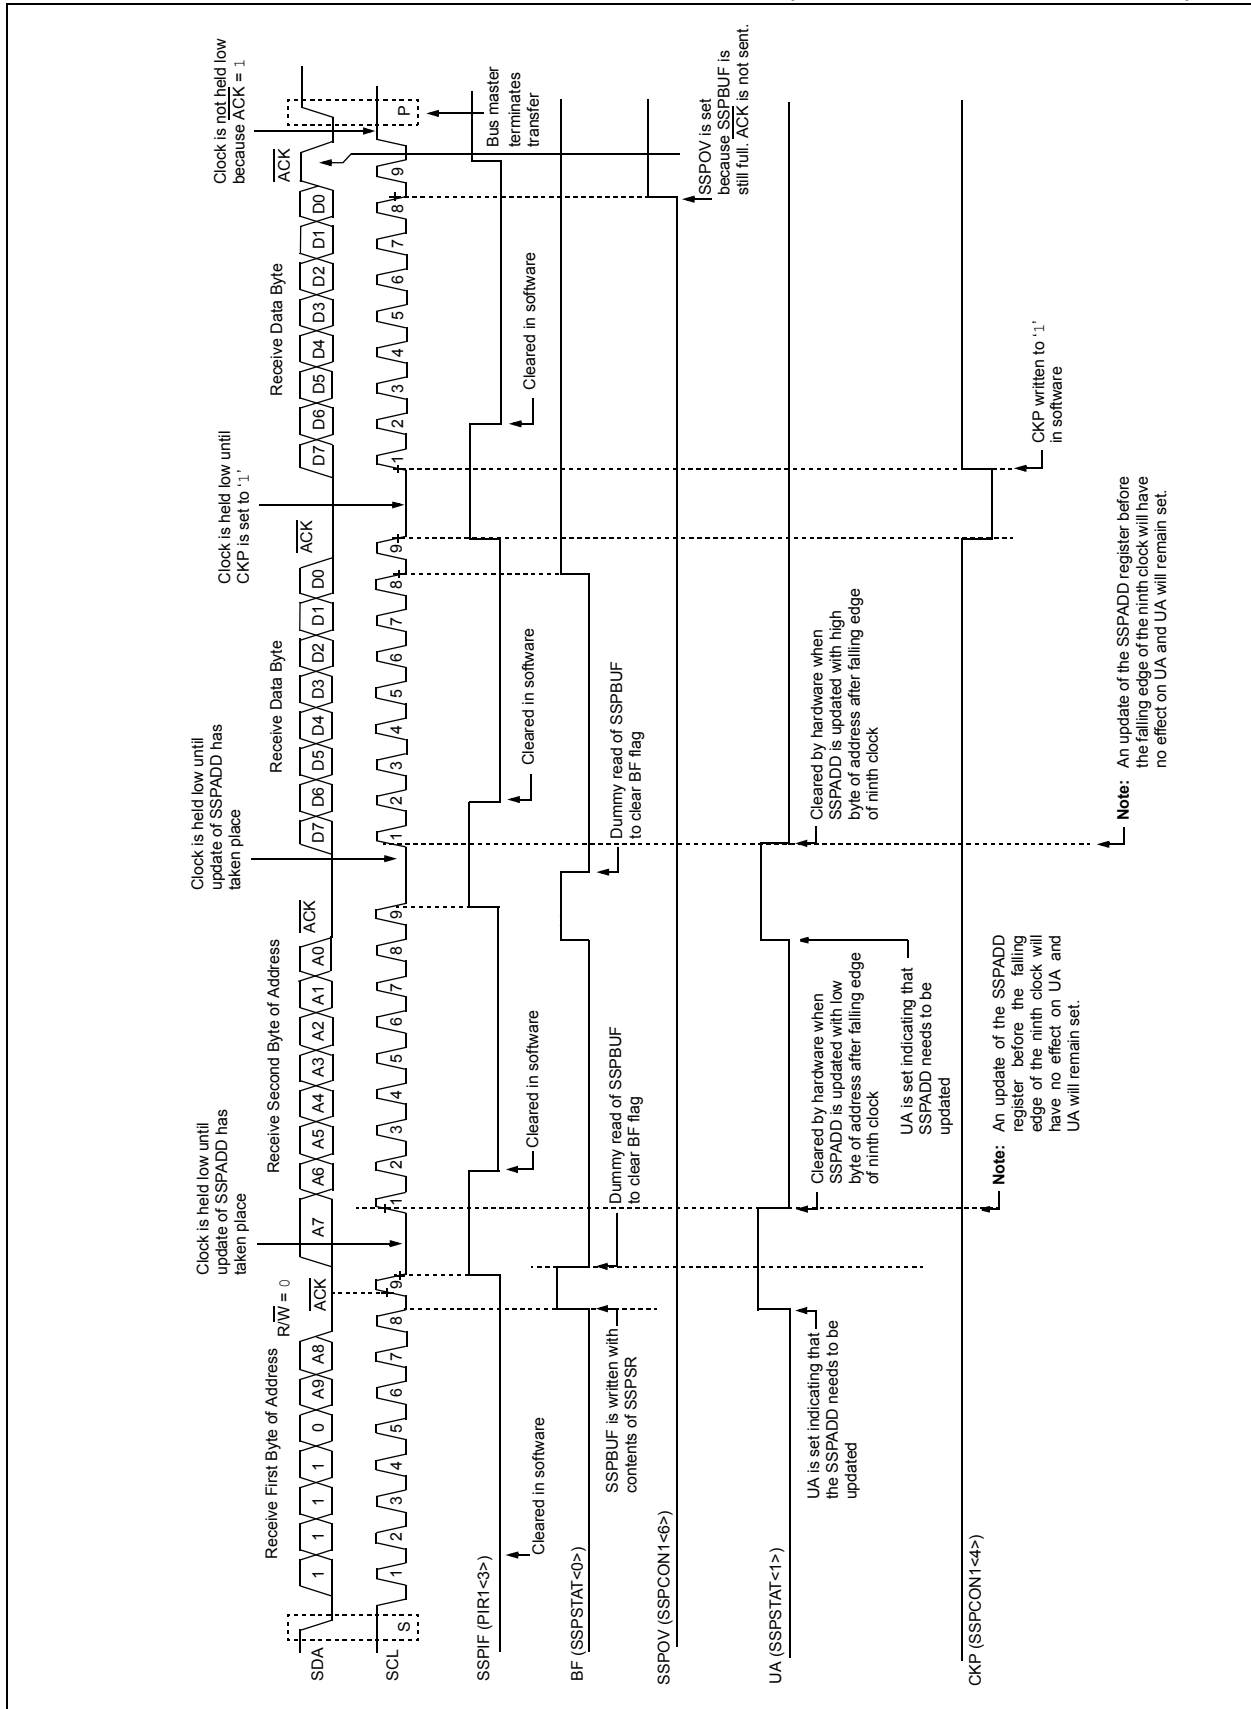 Receive First Byte of Address
R/W = 0
ACK
Clock is held low until
update of SSPADD has
taken place
Receive Second Byte of Address
ACK
Clock is held low until
update of SSPADD has
taken place
Receive Data Byte
ACK
Clock is held low until
CKP is set to ‘1’
Receive Data Byte
ACK
Clock is not held low
because ACK = 1
SDA
1 1 1 1 0 A9 A8
A7 A6 A5 A4 A3 A2 A1 A0
D7 D6 D5 D4 D3 D2 D1 D0
D7 D6 D5 D4 D3 D2 D1 D0
SCL
S
1 2 3 4 5 6 7 8 9
1 2 3 4 5 6 7 8 9
1 2 3 4 5 6 7 8 9
1 2 3 4 5 6 7 8 9
P
Bus master
terminates
transfer
SSPIF (PIR1<3>)
Cleared in software
Cleared in software
Cleared in software
Cleared in software
BF (SSPSTAT<0>)
SSPBUF is written with
contents of SSPSR
Dummy read of SSPBUF
to clear BF flag
Dummy read of SSPBUF
to clear BF flag
SSPOV (SSPCON1<6>)
SSPOV is set
because SSPBUF is
still full. ACK is not sent.
UA (SSPSTAT<1>)
UA is set indicating that
the SSPADD needs to be
updated
Cleared by hardware when
SSPADD is updated with low
byte of address after falling edge
of ninth clock
UA is set indicating that
SSPADD needs to be
updated
Cleared by hardware when
SSPADD is updated with high
byte of address after falling edge
of ninth clock
CKP (SSPCON1<4>)
CKP written to ‘1’
in software
Note: An update of the SSPADD
register before the falling
edge of the ninth clock will
have no effect on UA and
UA will remain set.
Note: An update of the SSPADD register before
the falling edge of the ninth clock will have
no effect on UA and UA will remain set.